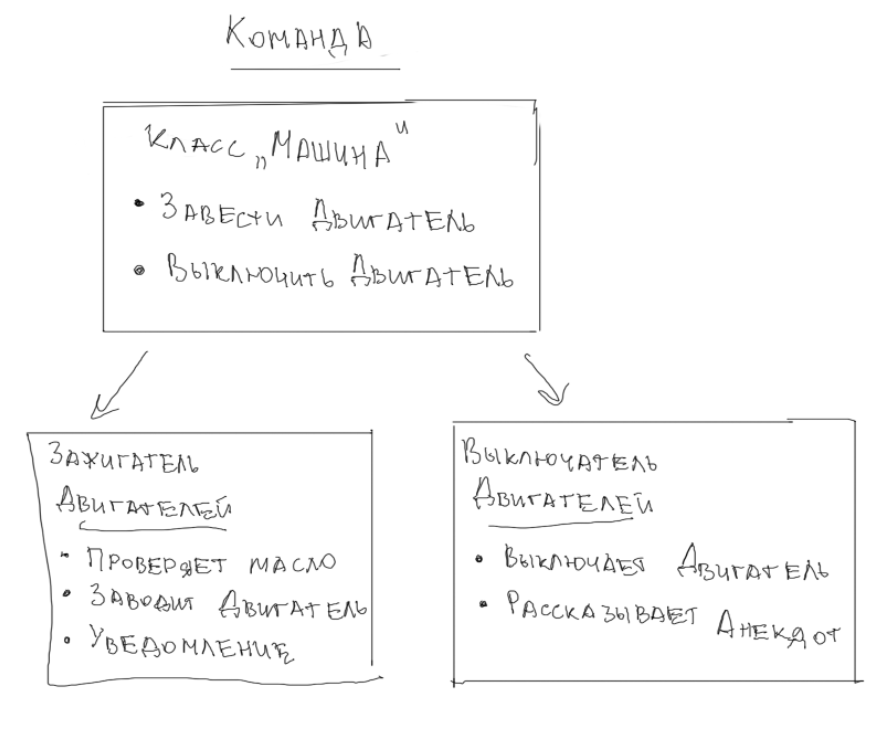 Команда
Класс „Машина"
• Завести Двигатель
• Выключить Двигатель
Зажигатель
Двигателей
• Проверяет масло
• Заводит Двигатель
• Уведомление
Выключатель
Двигателей
• Выключает Двигатель
• Рассказывает Анекдот